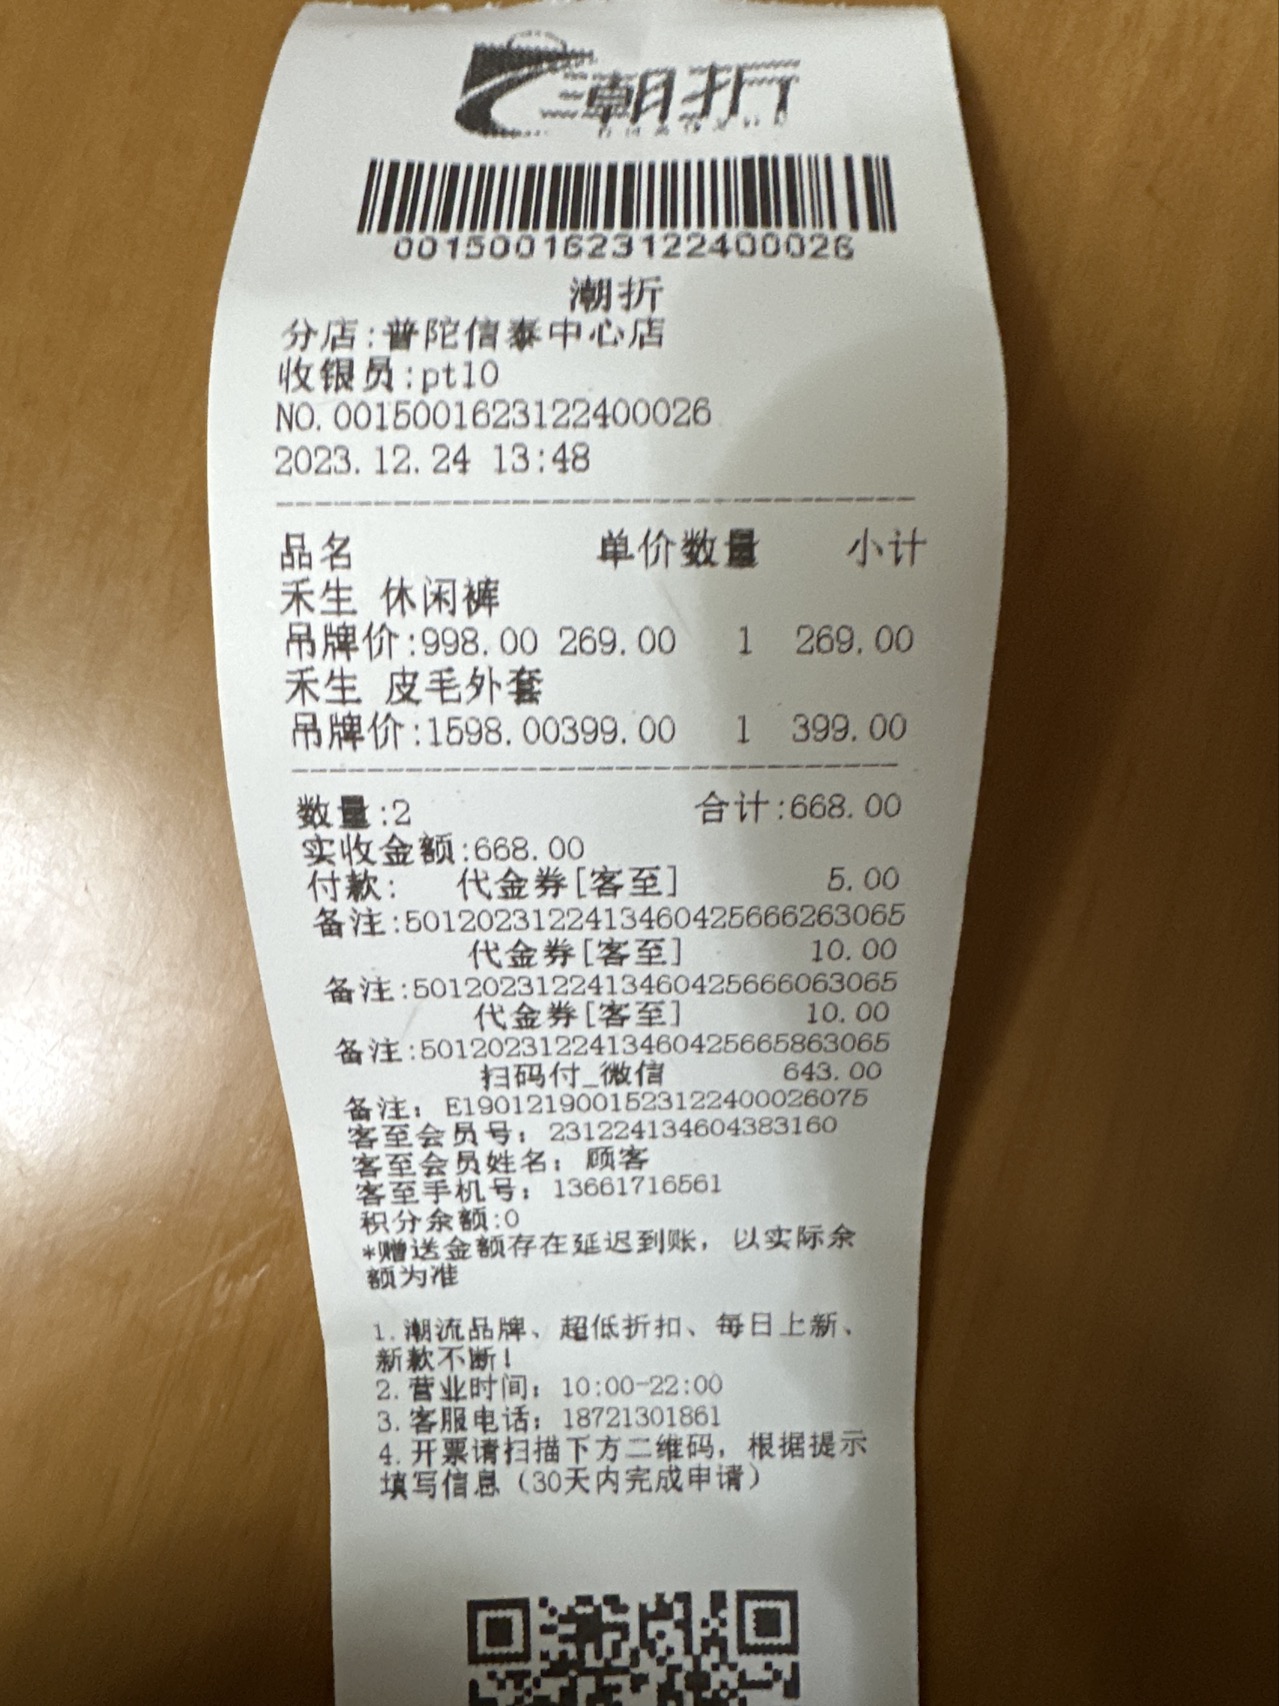 潮折
0015001623122400026
潮折
分店:普陀信泰中心店
收银员:pt10
NO.0015001623122400026
2023.12.24 13:48
品名 单价数量 小计
禾生 休闲裤
吊牌价:998.00 269.00 1 269.00
禾生 皮毛外套
吊牌价:1598.00399.00 1 399.00
数量:2 合计:668.00
实收金额:668.00
付款: 代金券[客至] 5.00
备注:5012023122413460425666263065
代金券[客至] 10.00
备注:5012023122413460425666063065
代金券[客至] 10.00
备注:5012023122413460425665863065
扫码付_微信 643.00
备注: E1901219001523122400026075
客至会员号: 231224134604383160
客至会员姓名: 顾客
客至手机号: 13661716561
积分余额:0
*赠送金额存在延迟到账，以实际余
额为准
1.潮流品牌、超低折扣、每日上新、
新款不断！
2.营业时间：10:00-22:00
3.客服电话：18721301861
4.开票请扫描下方二维码，根据提示
填写信息（30天内完成申请）